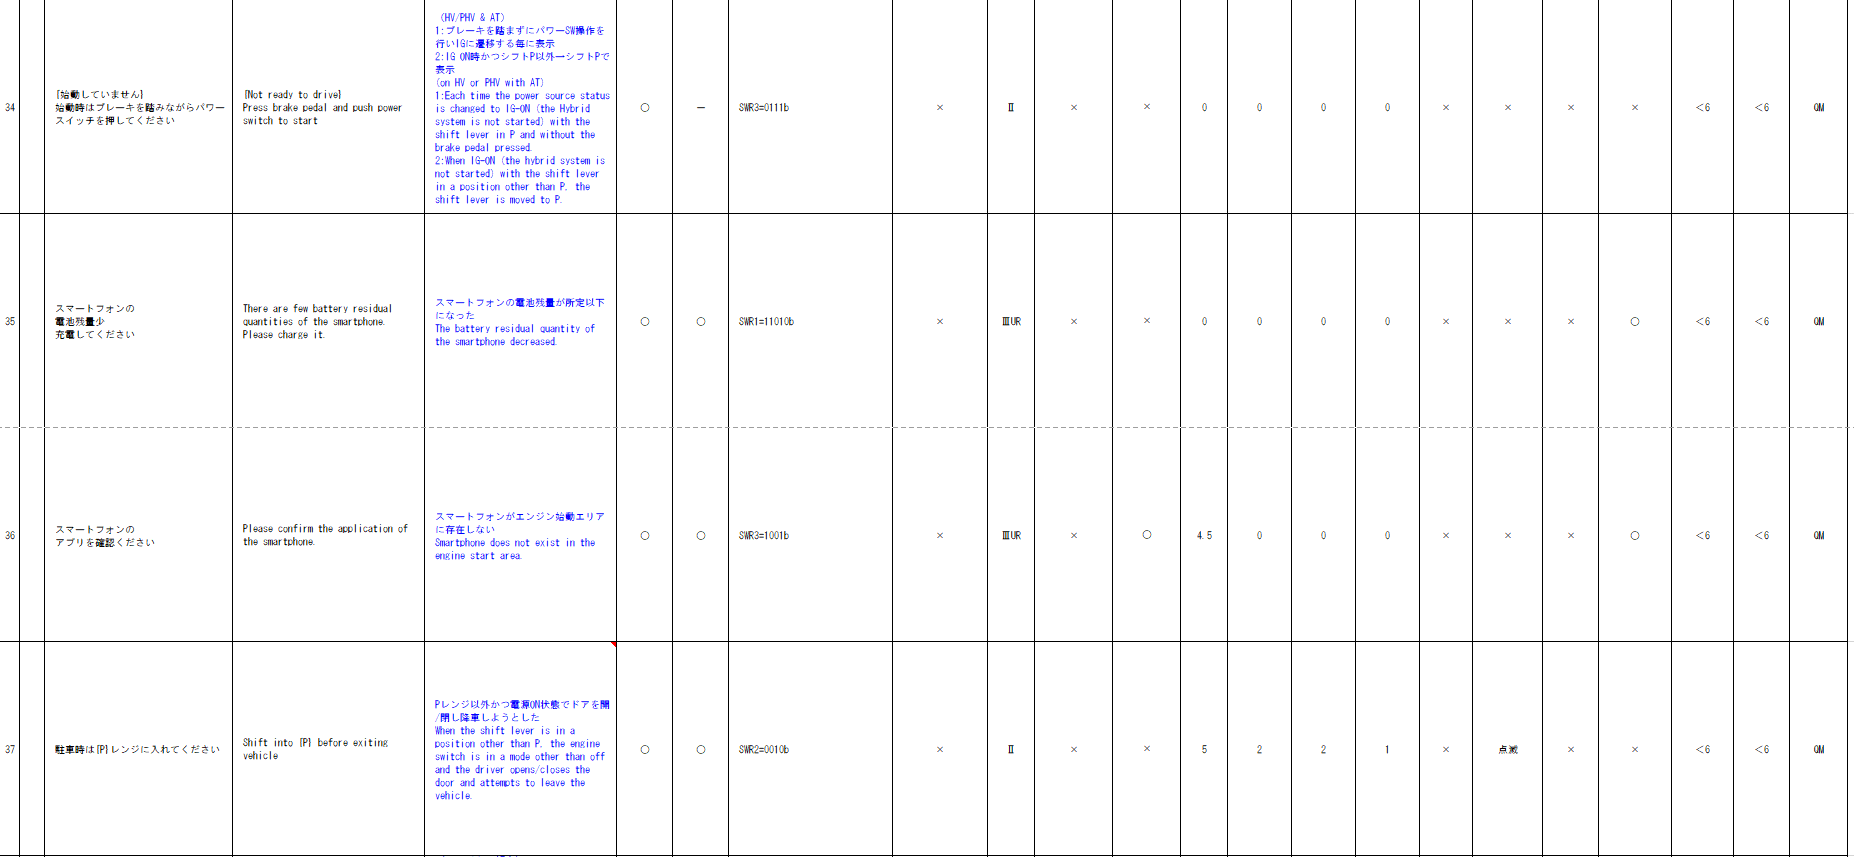 34
[始動していません]
始動時はブレーキを踏みながらパワー
スイッチを押してください
[Not ready to drive]
Press brake pedal and push power
switch to start
(HV/PHV & AT)
1:ブレーキを踏まずにパワーSW操作を
行いIGに遷移する毎に表示
2:IG ON時かつシフトP以外→シフトPで
表示
(on HV or PHV with AT)
1:Each time the power source status
is changed to IG-ON (the Hybrid
system is not started) with the
shift lever in P and without the
brake pedal pressed.
2:When IG-ON (the hybrid system is
not started) with the shift lever
in a position other than P, the
shift lever is moved to P.
○ － SWR3=0111b × Ⅱ × × 0 0 0 0 × × × × <6 <6 QM
35
スマートフォンの
電池残量少
充電してください
There are few battery residual
quantities of the smartphone.
Please charge it.
スマートフォンの電池残量が所定以下
になった
The battery residual quantity of
the smartphone decreased.
○ ○ SWR1=11010b × ⅢUR × × 0 0 0 0 × × × ○ <6 <6 QM
36
スマートフォンの
アプリを確認ください
Please confirm the application of
the smartphone.
スマートフォンがエンジン始動エリア
に存在しない
Smartphone does not exist in the
engine start area.
○ ○ SWR3=1001b × ⅢUR × ○ 4.5 0 0 0 × × × ○ <6 <6 QM
37
駐車時は[P]レンジに入れてください
Shift into [P] before exiting
vehicle
Pレンジ以外かつ電源ON状態でドアを開
/閉し降車しようとした
When the shift lever is in a
position other than P, the engine
switch is in a mode other than off
and the driver opens/closes the
door and attempts to leave the
vehicle.
○ ○ SWR2=0010b × Ⅱ × × 5 2 2 1 × 点滅 × × <6 <6 QM